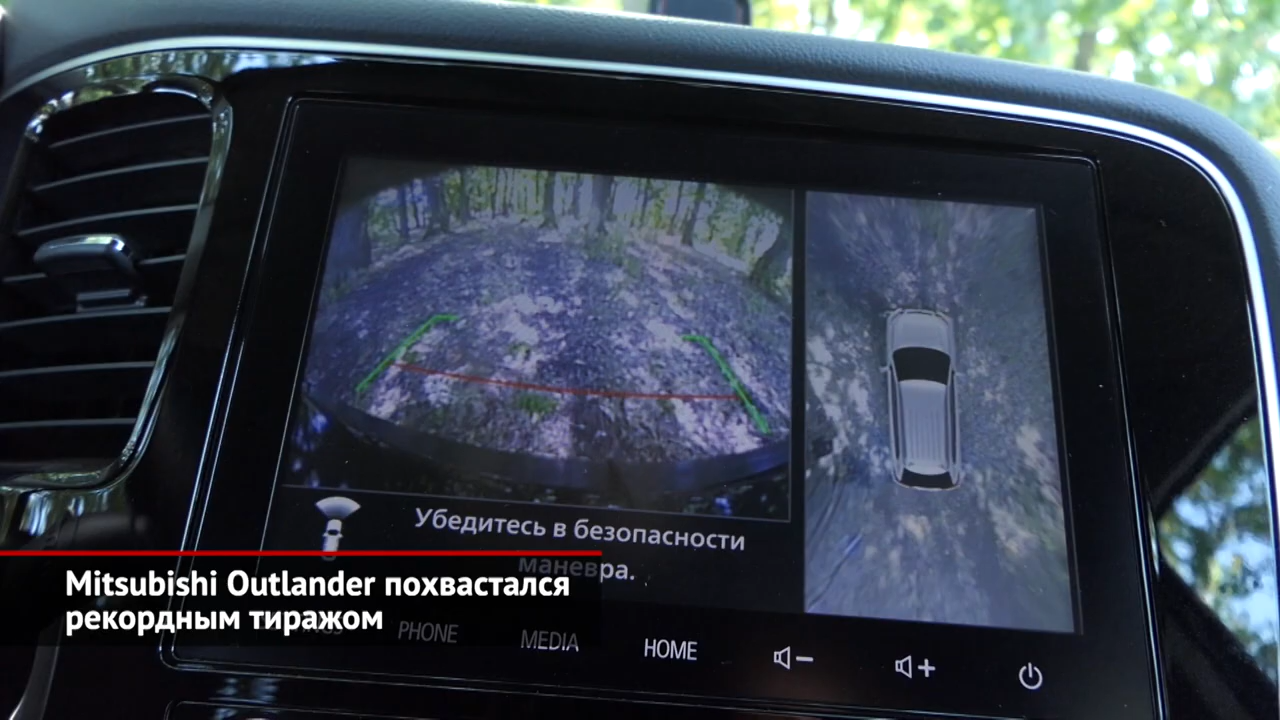 Убедитесь в безопасности
маневра.
Mitsubishi Outlander похвастался
рекордным тиражом
PHONE
MEDIA
HOME